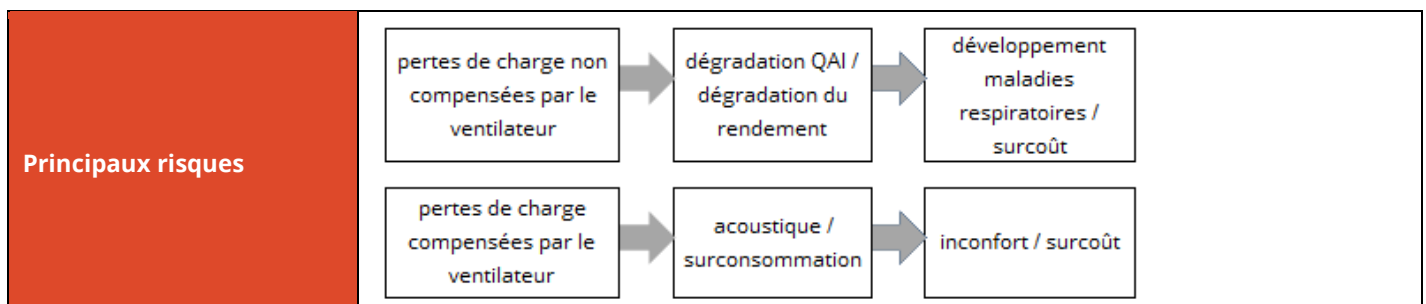 Principaux risques
pertes de charge non
compensées par le
ventilateur
dégradation QAI /
dégradation du
rendement
développement
maladies
respiratoires /
surcoût
pertes de charge
compensées par le
ventilateur
acoustique /
surconsommation
inconfort / surcoût